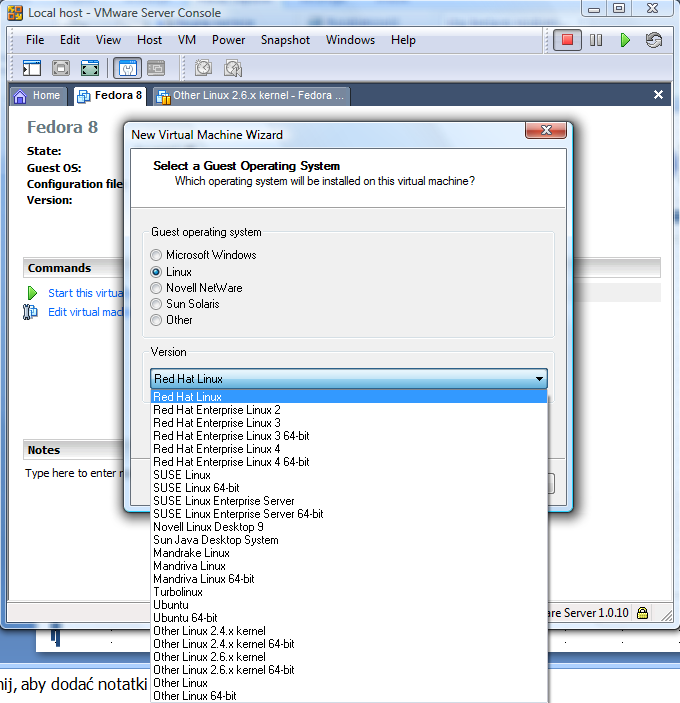 Local host - VMware Server Console
File Edit View Host VM Power Snapshot Windows Help
Home Fedora 8 Other Linux 2.6.x kernel - Fedora ...
Fedora 8
State:
Guest OS:
Configuration file
Version:
Commands
Start this virtua
Edit virtual mac
Notes
Type here to enter
New Virtual Machine Wizard
Select a Guest Operating System
Which operating system will be installed on this virtual machine?
Guest operating system
Microsoft Windows
Linux
Novell NetWare
Sun Solaris
Other
Version
Red Hat Linux
Red Hat Linux
Red Hat Enterprise Linux 2
Red Hat Enterprise Linux 3
Red Hat Enterprise Linux 3 64-bit
Red Hat Enterprise Linux 4
Red Hat Enterprise Linux 4 64-bit
SUSE Linux
SUSE Linux 64-bit
SUSE Linux Enterprise Server
SUSE Linux Enterprise Server 64-bit
Novell Linux Desktop 9
Sun Java Desktop System
Mandrake Linux
Mandriva Linux
Mandriva Linux 64-bit
Turbolinux
Ubuntu
Ubuntu 64-bit
Other Linux 2.4.x kernel
Other Linux 2.4.x kernel 64-bit
Other Linux 2.6.x kernel
Other Linux 2.6.x kernel 64-bit
Other Linux
Other Linux 64-bit
are Server 1.0.10
nij, aby dodać notatki